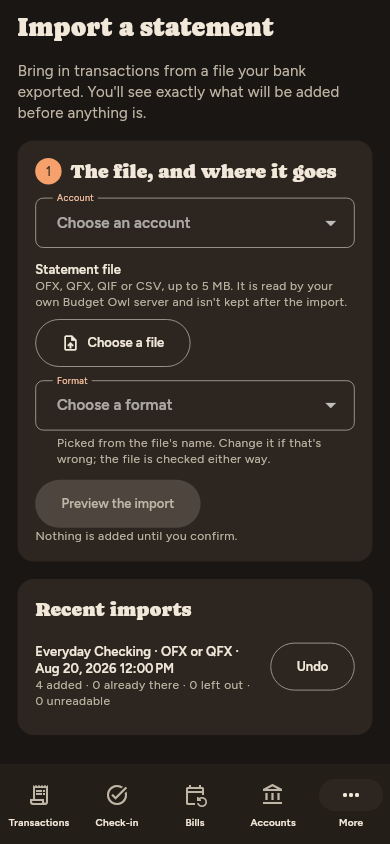 Import a statement
Bring in transactions from a file your bank
exported. You'll see exactly what will be added
before anything is.
1 The file, and where it goes
Account
Choose an account
Statement file
OFX, QFX, QIF or CSV, up to 5 MB. It is read by your
own Budget Owl server and isn't kept after the import.
Choose a file
Format
Choose a format
Picked from the file's name. Change it if that's
wrong; the file is checked either way.
Preview the import
Nothing is added until you confirm.
Recent imports
Everyday Checking · OFX or QFX ·
Aug 20, 2026 12:00 PM
4 added · 0 already there · 0 left out ·
0 unreadable
Undo
Transactions Check-in Bills Accounts More